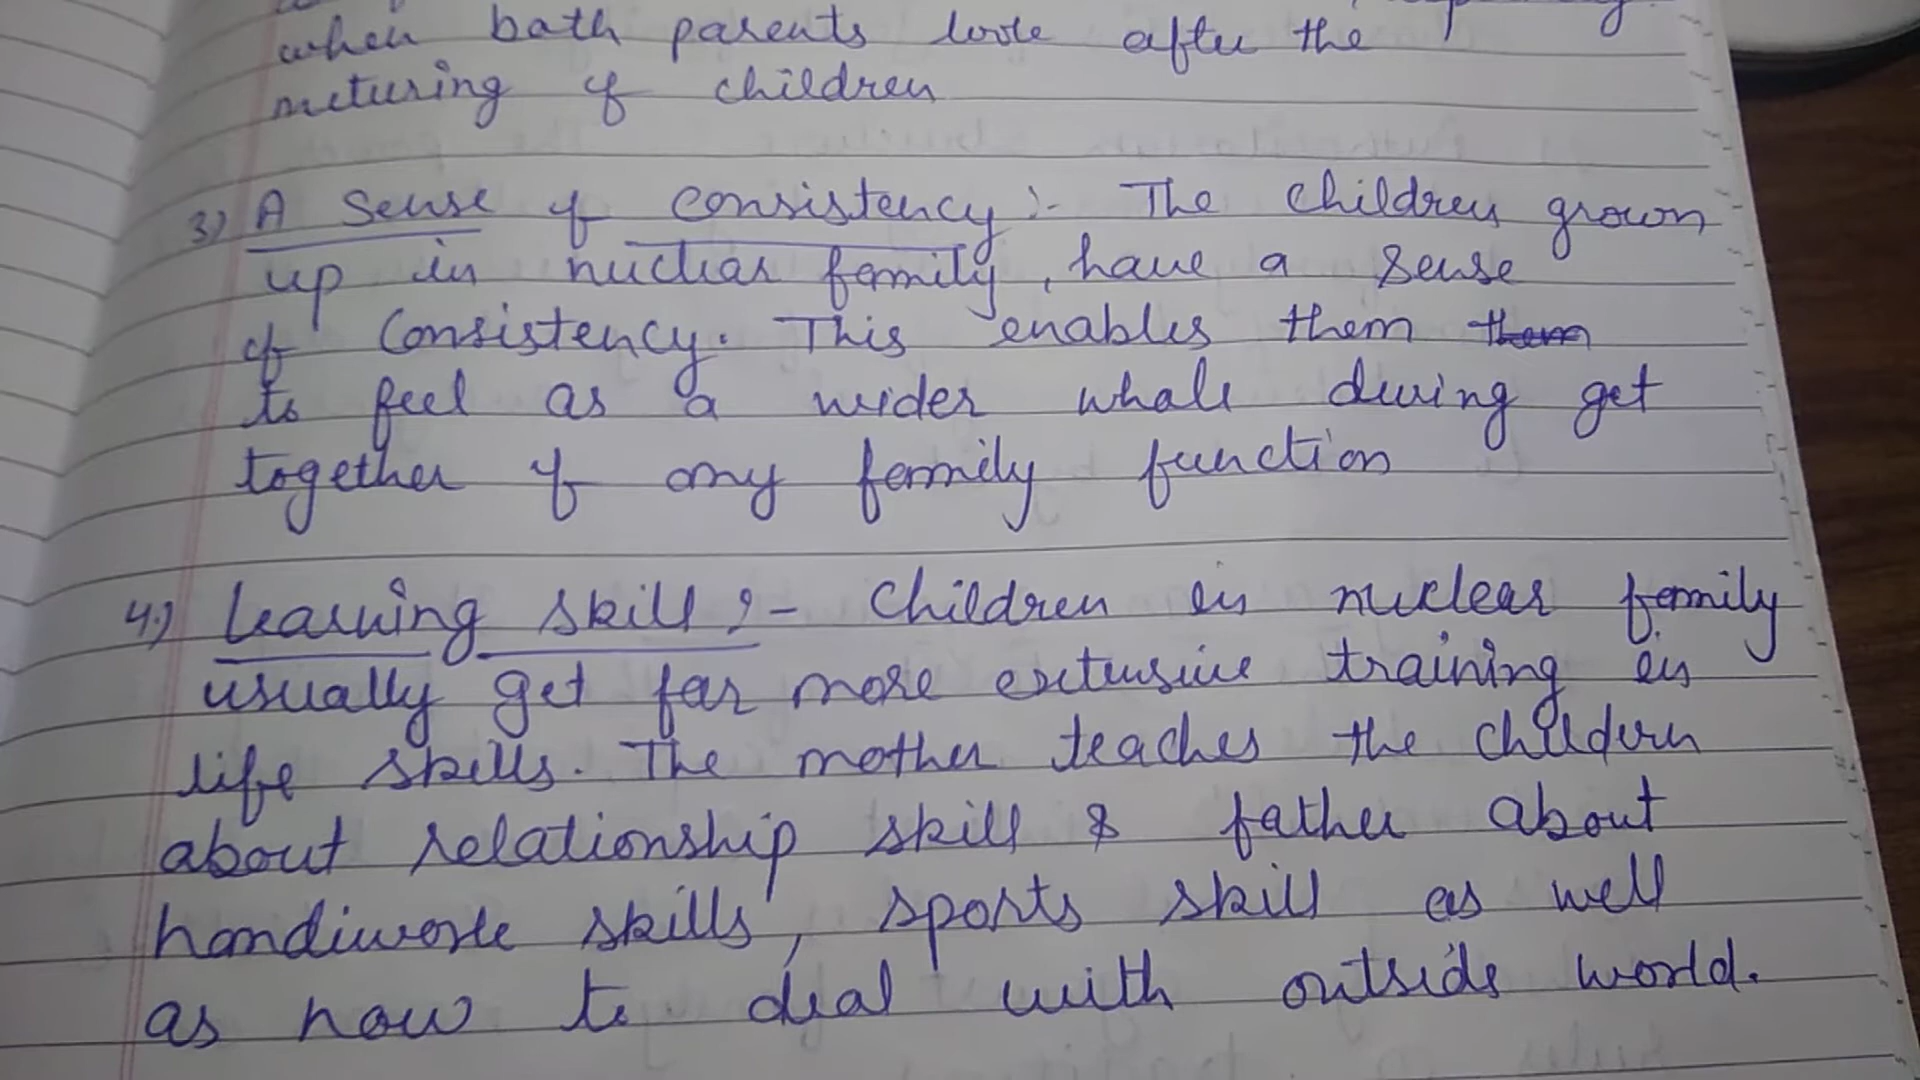 when both parents look after the
nuturing of children
3) A Sense of consistency :- The children grown
up in nuclear family, have a sense
of Consistency. This enables them them
to feel as a wider whole during get
together of any family function
4.) Learning skill :- Children in nuclear family
usually get far more extensive training in
life skills. The mother teaches the childern
about relationship skill & father about
handiwork skills, sports skill as well
as how to deal with outside world.